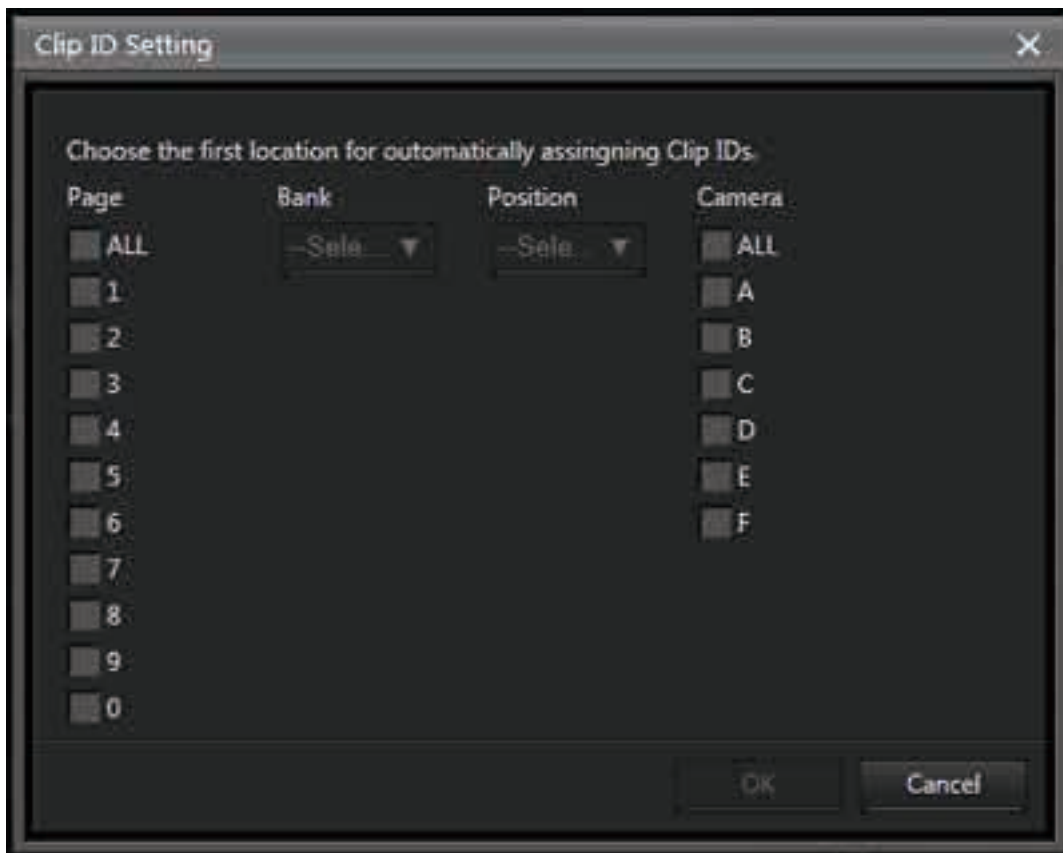 Clip ID Setting
Choose the first location for automatically assingning Clip IDs.
Page Bank Position Camera
ALL --Sele... ▼ --Sele... ▼ ALL
1 A
2 B
3 C
4 D
5 E
6 F
7
8
9
0
OK Cancel